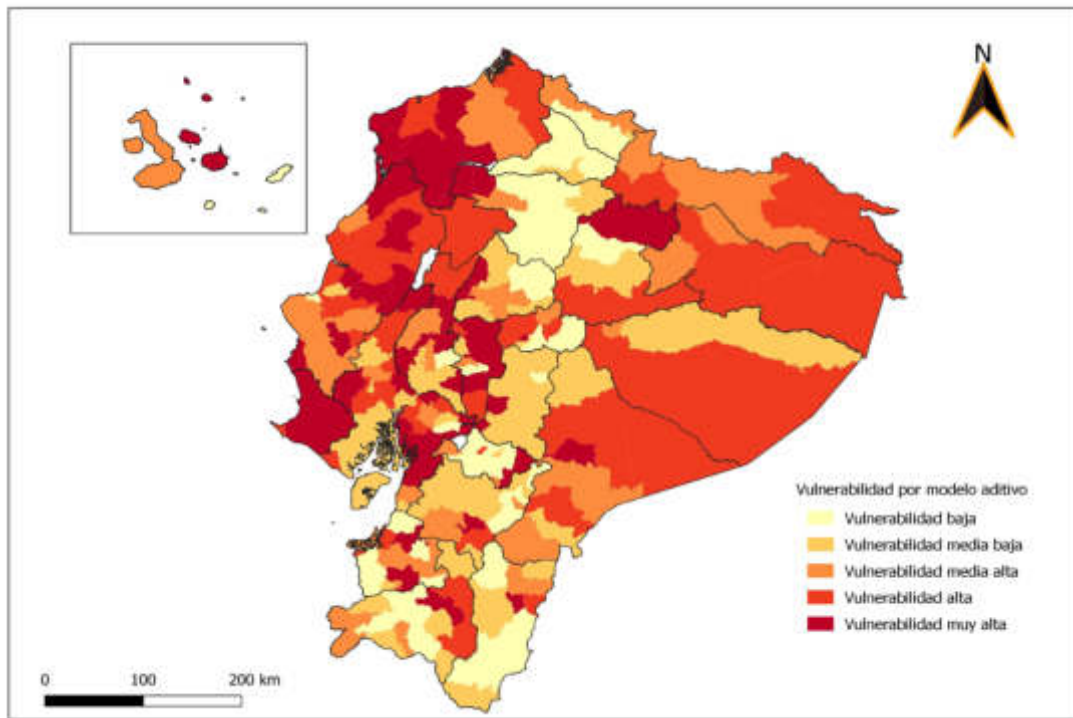 N
Vulnerabilidad por modelo aditivo
Vulnerabilidad baja
Vulnerabilidad media baja
Vulnerabilidad media alta
Vulnerabilidad alta
Vulnerabilidad muy alta
0 100 200 km